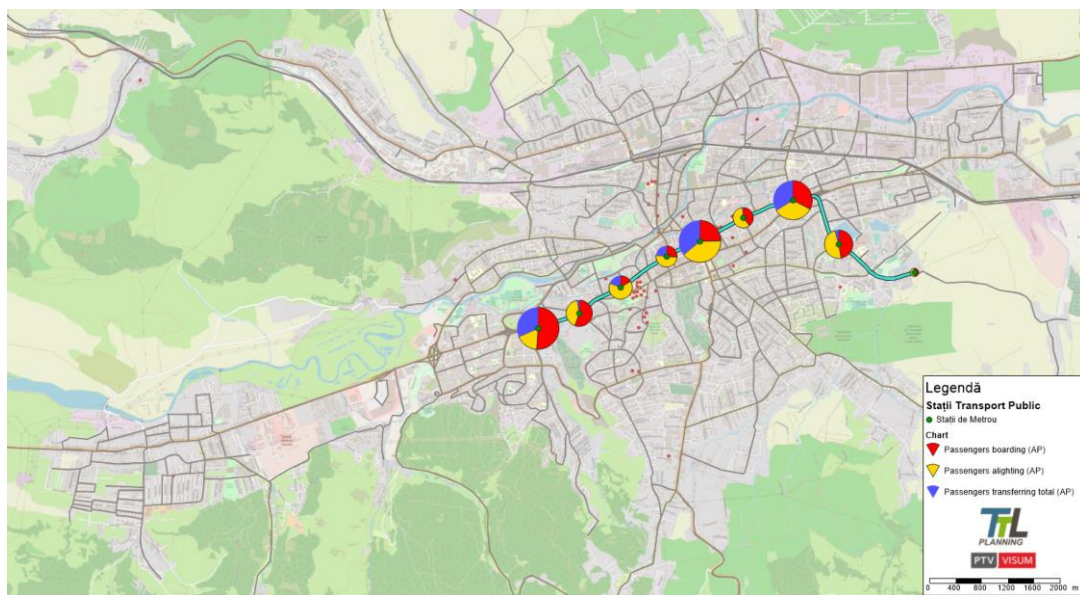 Legendă
Stații Transport Public
Stații de Metrou
Chart
Passengers boarding (AP)
Passengers alighting (AP)
Passengers transferring total (AP)
TTL
PLANNING
PTV VISUM
0 400 800 1200 1600 2000 m